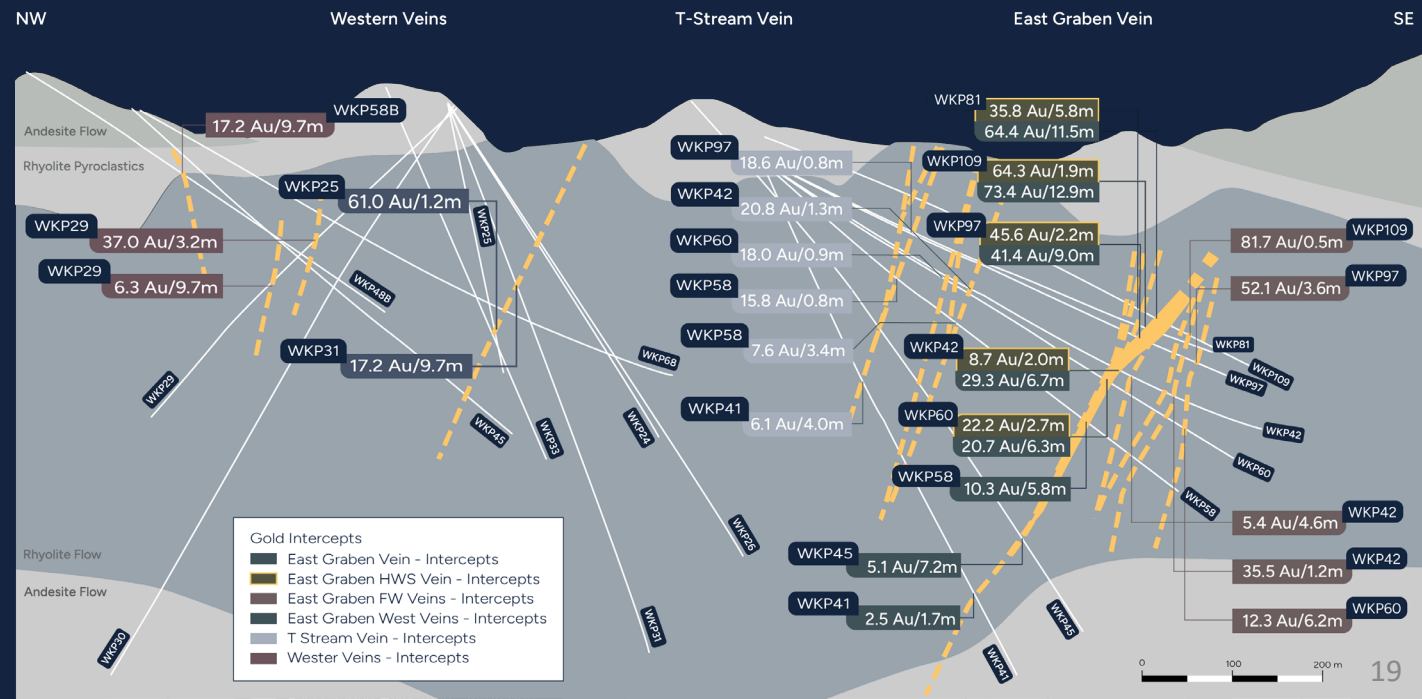 NW
Western Veins
T-Stream Vein
East Graben Vein
SE
Andesite Flow
Rhyolite Pyroclastics
WKP58B
17.2 Au/9.7m
WKP25
61.0 Au/1.2m
WKP25
WKP29
37.0 Au/3.2m
WKP29
6.3 Au/9.7m
WKP48B
WKP31
17.2 Au/9.7m
WKP29
WKP68
WKP45
WKP33
WKP24
WKP26
WKP30
WKP31
WKP97
18.6 Au/0.8m
WKP42
20.8 Au/1.3m
WKP60
18.0 Au/0.9m
WKP58
15.8 Au/0.8m
WKP58
7.6 Au/3.4m
WKP41
6.1 Au/4.0m
WKP81
35.8 Au/5.8m
64.4 Au/11.5m
WKP109
64.3 Au/1.9m
73.4 Au/12.9m
WKP97
45.6 Au/2.2m
41.4 Au/9.0m
WKP42
8.7 Au/2.0m
29.3 Au/6.7m
WKP60
22.2 Au/2.7m
20.7 Au/6.3m
WKP58
10.3 Au/5.8m
WKP45
5.1 Au/7.2m
WKP41
2.5 Au/1.7m
WKP109
81.7 Au/0.5m
WKP97
52.1 Au/3.6m
WKP81
WKP109
WKP97
WKP42
WKP60
WKP58
WKP42
5.4 Au/4.6m
WKP42
35.5 Au/1.2m
WKP60
12.3 Au/6.2m
WKP45
WKP41
Rhyolite Flow
Andesite Flow
Gold Intercepts
East Graben Vein - Intercepts
East Graben HWS Vein - Intercepts
East Graben FW Veins - Intercepts
East Graben West Veins - Intercepts
T Stream Vein - Intercepts
Wester Veins - Intercepts
0 100 200 m
19